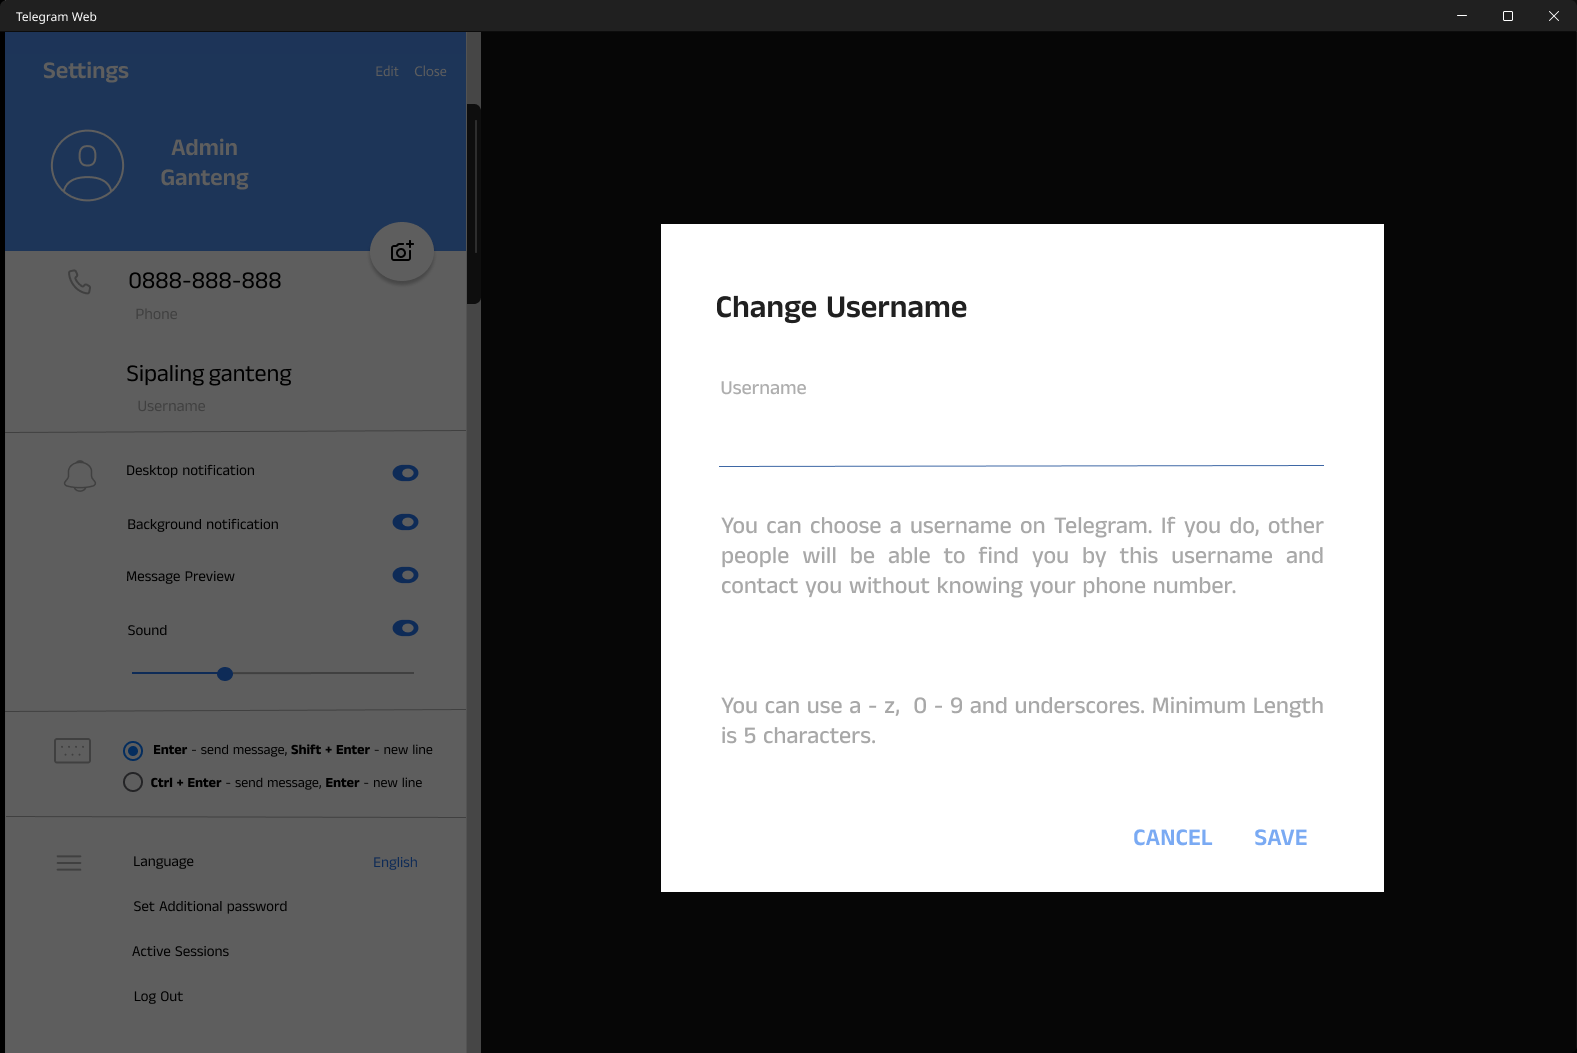 Telegram Web
Settings
Edit
Close
Admin
Ganteng
0888-888-888
Phone
Sipaling ganteng
Username
Desktop notification
Background notification
Message Preview
Sound
Enter - send message, Shift + Enter - new line
Ctrl + Enter - send message, Enter - new line
Language
English
Set Additional password
Active Sessions
Log Out
Change Username
Username
You can choose a username on Telegram. If you do, other
people will be able to find you by this username and
contact you without knowing your phone number.
You can use a - z,  0 - 9 and underscores. Minimum Length
is 5 characters.
CANCEL
SAVE